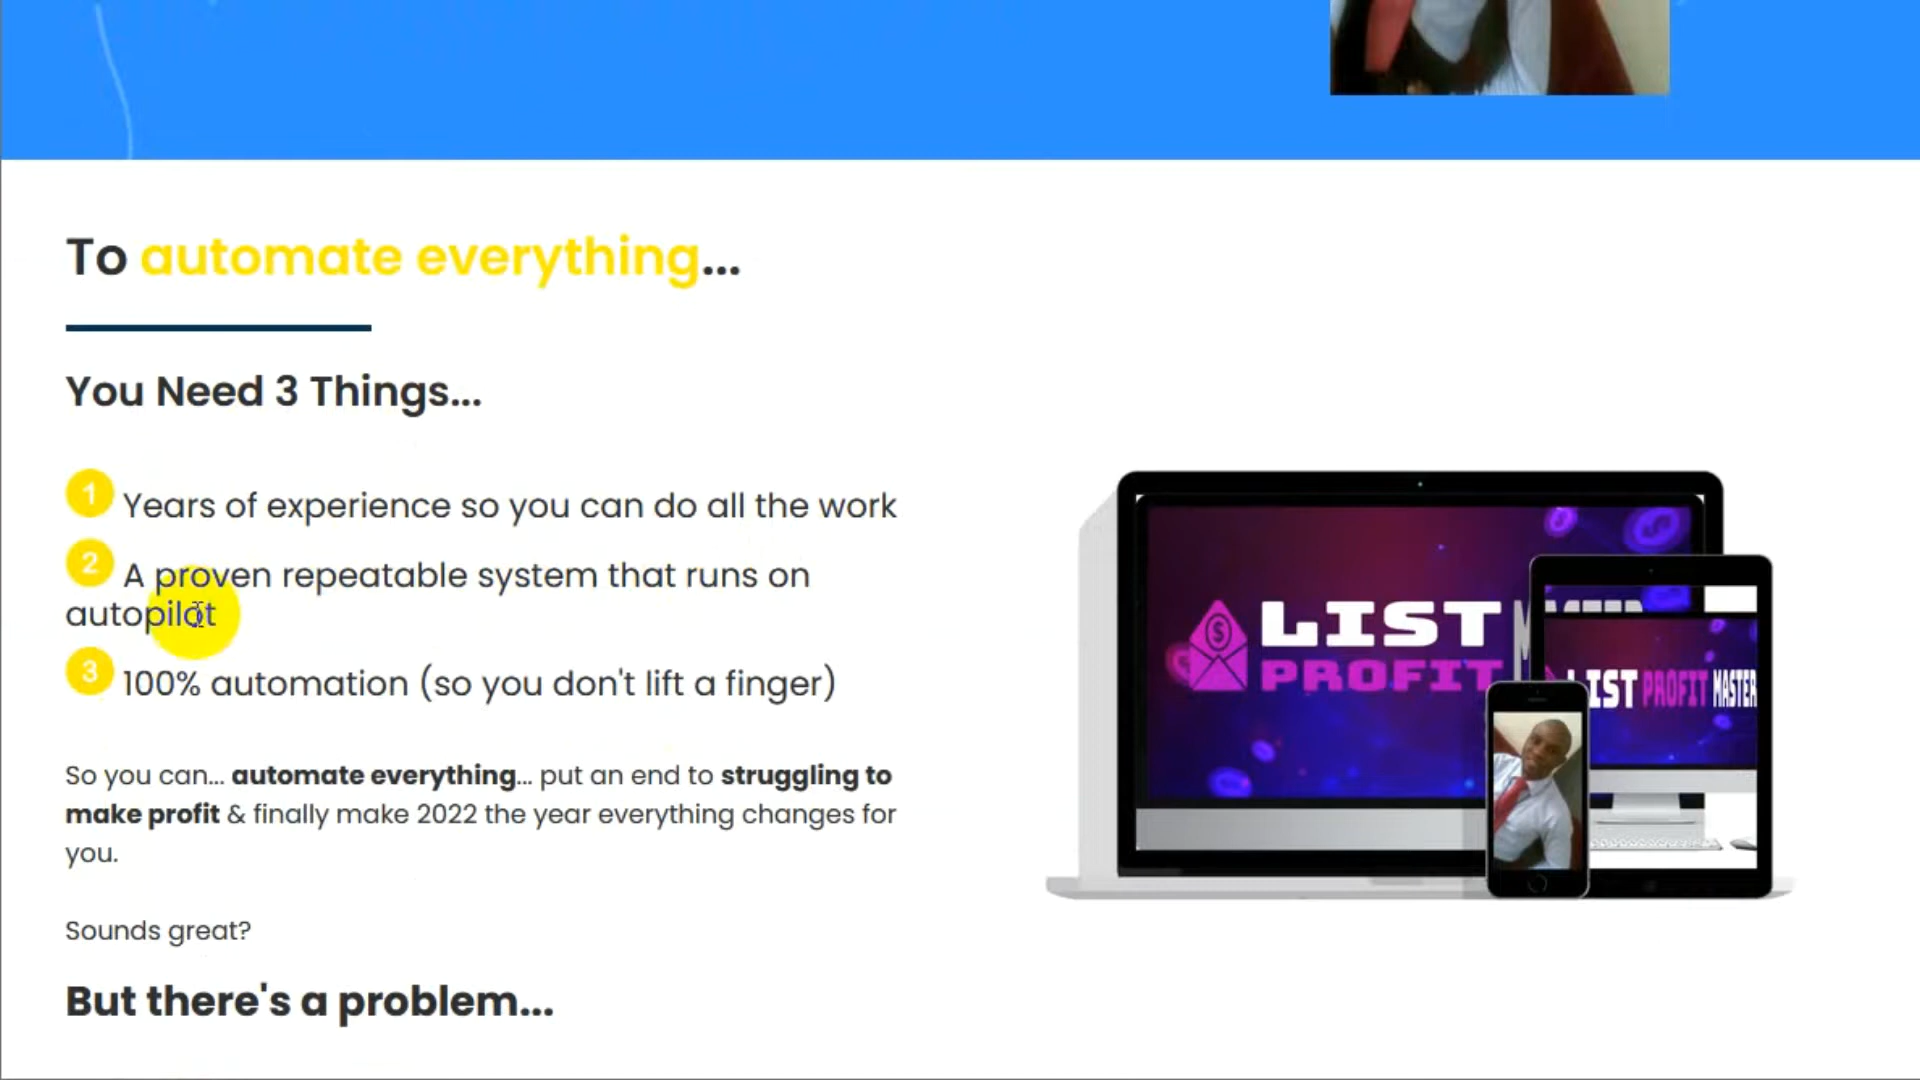 To automate everything...
You Need 3 Things...
1 Years of experience so you can do all the work
2 A proven repeatable system that runs on
autopilot
3 100% automation (so you don't lift a finger)
So you can... automate everything... put an end to struggling to
make profit & finally make 2022 the year everything changes for
you.
Sounds great?
But there's a problem...
LIST
PROFIT
LIST PROFIT MASTER